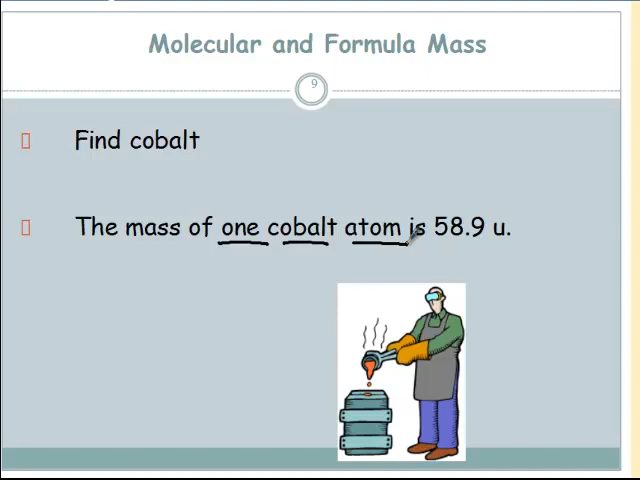 Molecular and Formula Mass
9
Find cobalt
The mass of one cobalt atom is 58.9 u.